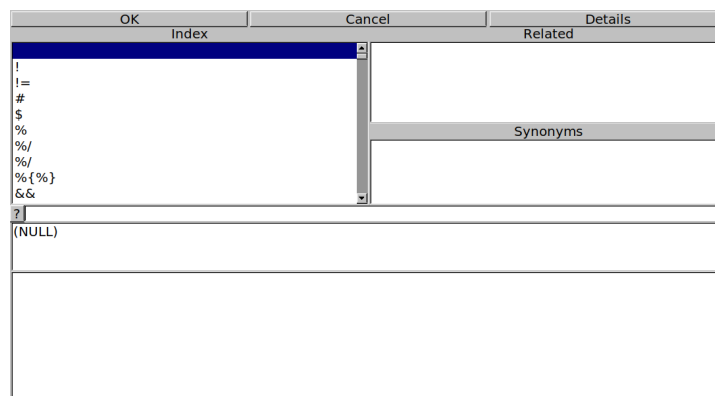 OK Cancel Details
Index Related
!
!=
#
$
%
%/
%/
%{%}
&&
Synonyms
?
(NULL)